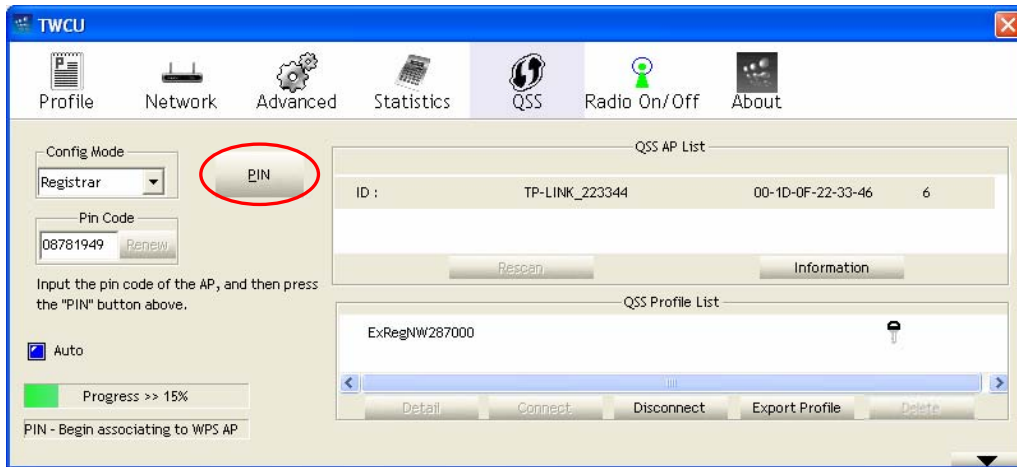 TWCU
Profile Network Advanced Statistics QSS Radio On/Off About
Config Mode
Registrar
PIN
Pin Code
08781949 Renew
Input the pin code of the AP, and then press
the "PIN" button above.
Auto
Progress >> 15%
PIN - Begin associating to WPS AP
QSS AP List
ID : TP-LINK_223344 00-1D-0F-22-33-46 6
Rescan Information
QSS Profile List
ExRegNW287000
Detail Connect Disconnect Export Profile Delete